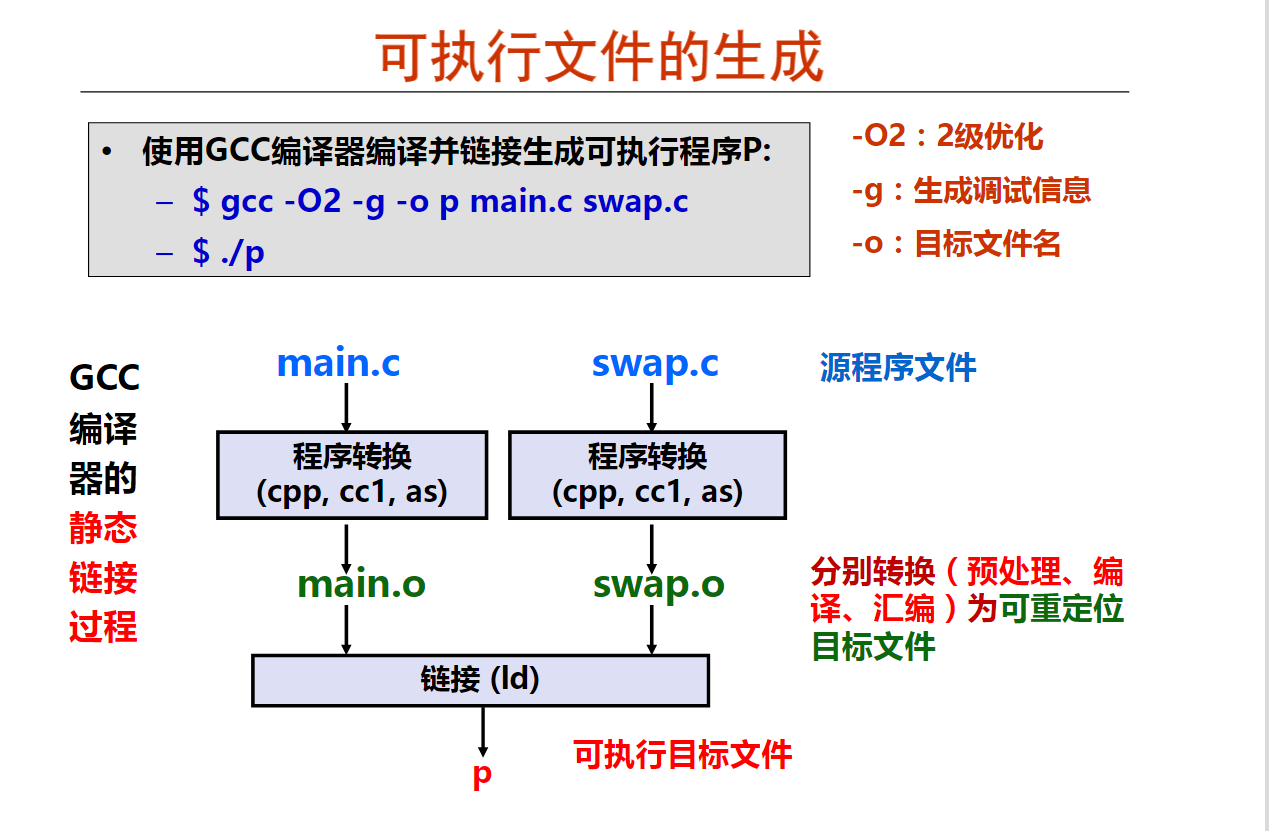 可执行文件的生成
• 使用GCC编译器编译并链接生成可执行程序P:
– $ gcc -O2 -g -o p main.c swap.c
– $ ./p
-O2：2级优化
-g：生成调试信息
-o：目标文件名
GCC
编译
器的
静态
链接
过程
main.c
swap.c
源程序文件
程序转换
(cpp, cc1, as)
程序转换
(cpp, cc1, as)
main.o
swap.o
分别转换（预处理、编
译、汇编）为可重定位
目标文件
链接 (ld)
p
可执行目标文件